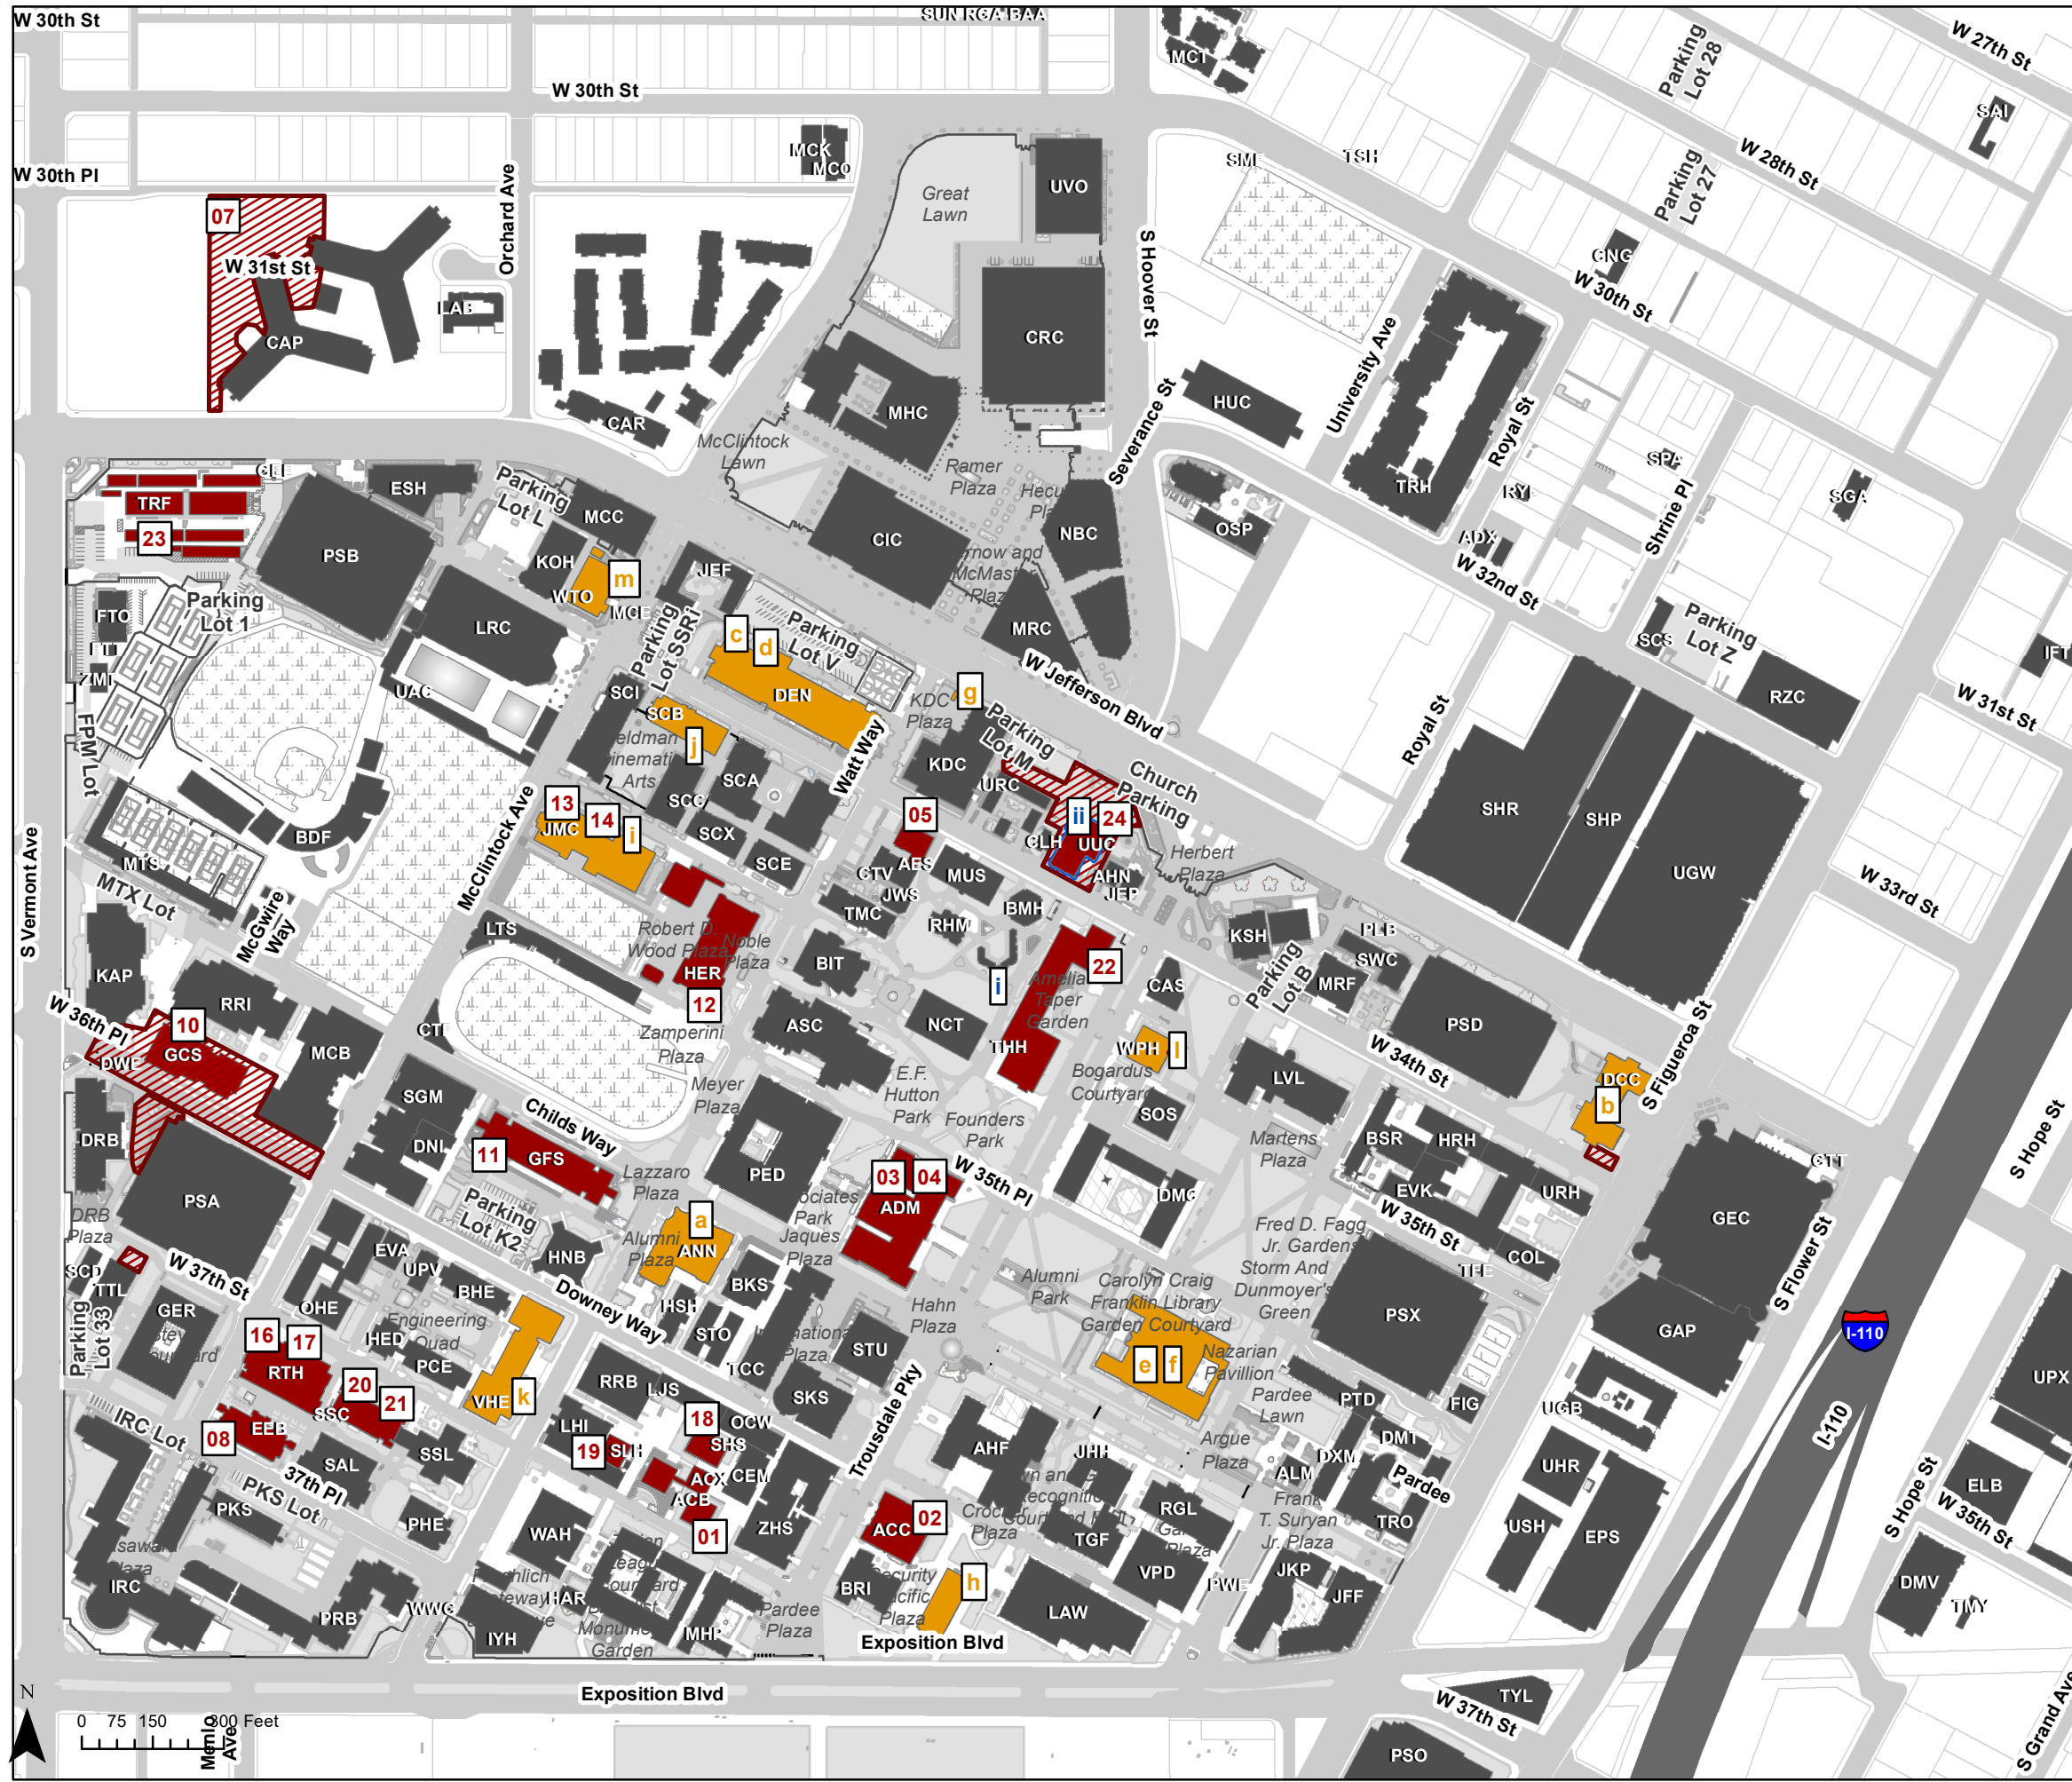 W 30th St
SUN RGA BAA
MCT
W 27th St
Parking
Lot 28
SAI
W 30th St
W 28th St
Parking
Lot 27
MCK
MCO
W 30th Pl
Orchard Ave
Great
Lawn
UVO
TSH
07
W 31st St
CAP
LAB
S Hoover St
CRC
University Ave
Royal St
W 30th St
CAR
MHC
HUC
McClintock
Lawn
Ramer
Plaza
Severance St
TRH
SGA
Shrine Pl
TRF
23
ESH
Parking
Lot L
MCC
PSB
KOH
WTO
m
JEF
CIC
NBC
OSP
ADX
W 32nd St
FTO
Parking
Lot 1
LRC
Parking
Lot SSRi
c
d
Parking
Lot V
DEN
MRC
SCS
Parking
Lot Z
RZC
IFT
W 31st St
FPM Lot
SCI
SCB
j
KDC
Plaza
g
W Jefferson Blvd
Royal St
Parking
Lot M
Church
Parking
KDC
URC
SCA
SCC
SCX
SCE
Watt Way
SHR
SHP
UGW
BDF
MTS
MTX Lot
McGwire
Way
McClintock Ave
S Vermont Ave
13
14
i
JMC
05
AES
ii
24
CLH
UUC
AHN
JEP
Herbert
Plaza
CTV
JWS
TMC
MUS
BMH
RHM
W 33rd St
LTS
Robert D.
Wood Plaza
Noble
Plaza
HER
12
Zamperini
Plaza
BIT
i
22
Amelia
Taper
Garden
THH
CAS
KSH
Parking
Lot B
SWC
MRF
PSD
KAP
RRI
W 36th Pl
10
GCS
MCB
ASC
NCT
WPH
l
Bogardus
Courtyard
LVL
W 34th St
S Figueroa St
DCC
b
S Hope St
SGM
DNI
DRB
Childs Way
11
GFS
Meyer
Plaza
PED
E.F.
Hutton
Park
Founders
Park
SOS
Martens
Plaza
BSR
HRH
EVK
URH
GEC
PSA
DRB
Plaza
Parking
Lot K2
HNB
Lazzaro
Plaza
Alumni
Plaza
a
ANN
Jaques
Plaza
03
04
ADM
W 35th Pl
Fred D. Fagg
Jr. Gardens
Storm And
Dunmoyer's
Green
W 35th St
COL
S Flower St
SCD
TTL
W 37th St
EVA
UPV
BHE
OHE
GER
Parking
Lot 33
Engineering
Quad
HED
PCE
Downey Way
BKS
HSH
STO
TCC
STU
Hahn
Plaza
Alumni
Park
Carolyn Craig
Franklin Library
Garden Courtyard
e
f
Nazarian
Pavillion
PSX
GAP
I-110
16
17
RTH
20
21
SSC
VHE
k
RRB
LJS
SKS
Trousdale Pky
Pardee
Lawn
PTD
FIG
UGB
I-110
UPX
08
EEB
SAL
SSL
LHI
19
SLH
18
OCW
SHS
AHF
JHH
Argue
Plaza
ALM
DXM
DMT
Pardee
UHR
ELB
IRC Lot
37th Pl
PKS Lot
PKS
PHE
WAH
ACX
CEM
ACB
01
ZHS
ACC
02
TGF
RGL
Frank
T. Suryan
Jr. Plaza
TRO
USH
EPS
S Hope St
W 35th St
IRC
PRB
WWG
IYH
HAR
MHP
Pardee
Plaza
BRI
h
LAW
VPD
JKP
JFF
DMV
TMY
Exposition Blvd
Exposition Blvd
N
0 75 150 300 Feet
Menlo
Ave
W 37th St
TYL
PSO
S Grand Ave